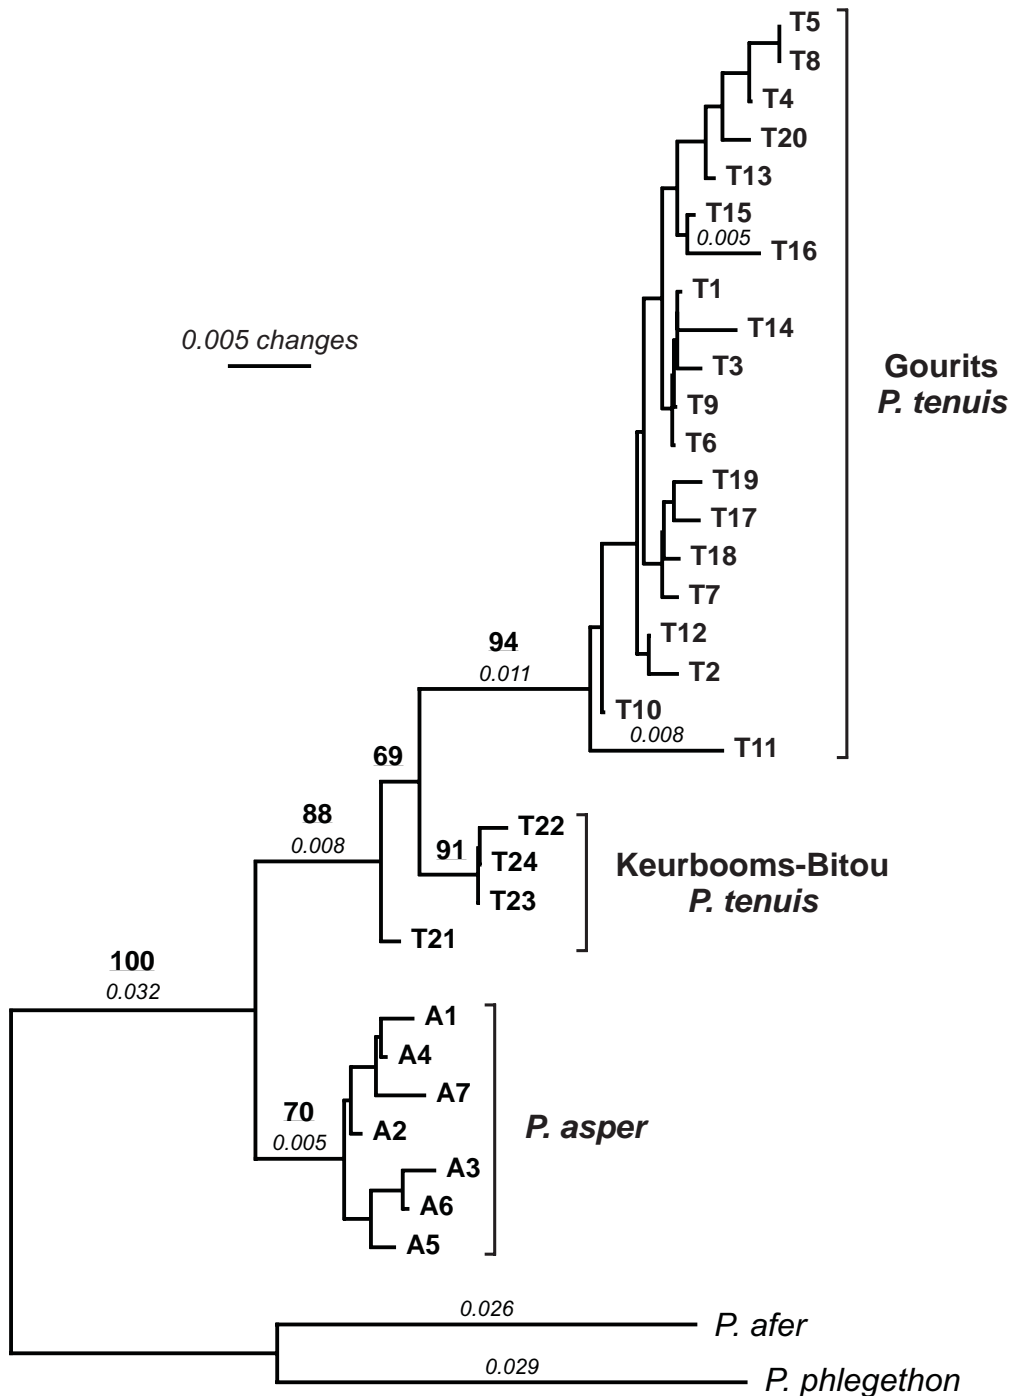 T5
T8
T4
T20
T13
T15
0.005
T16
T1
T14
0.005 changes
T3
Gourits
P. tenuis
T9
T6
T19
T17
T18
T7
T12
94
0.011
T2
T10
0.008
T11
69
88
0.008
T22
91
T24
T23
Keurbooms-Bitou
P. tenuis
T21
100
0.032
A1
A4
A7
70
0.005
A2
P. asper
A3
A6
A5
0.026
P. afer
0.029
P. phlegethon